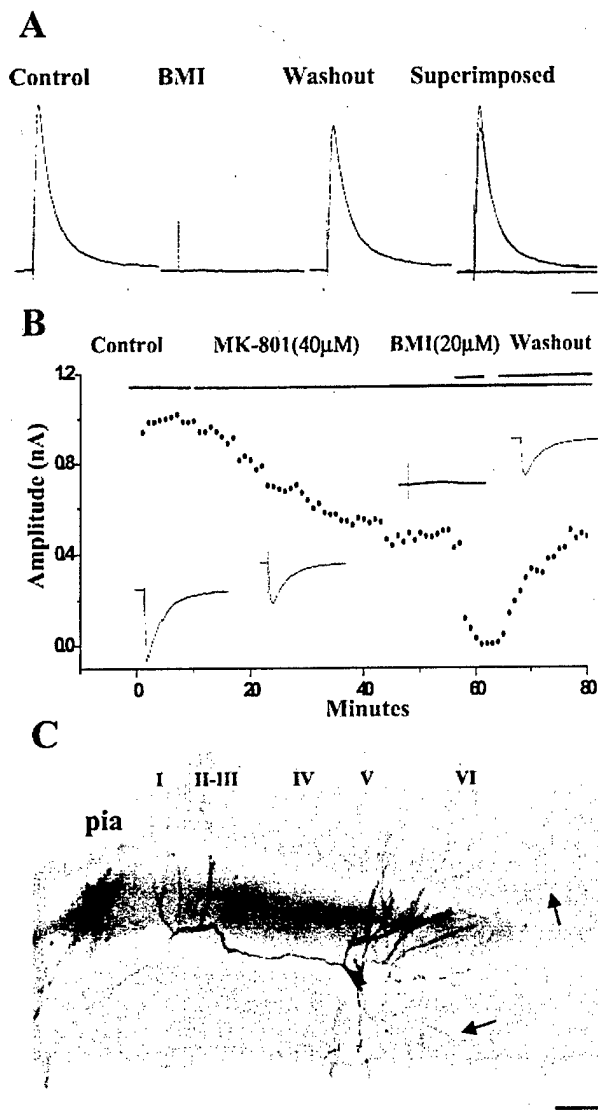 A
Control BMI Washout Superimposed
B
Control MK-801(40μM) BMI(20μM) Washout
1.2
0.8
0.4
0.0
Amplitude (nA)
0 20 40 60 80
Minutes
C
I II-III IV V VI
pia